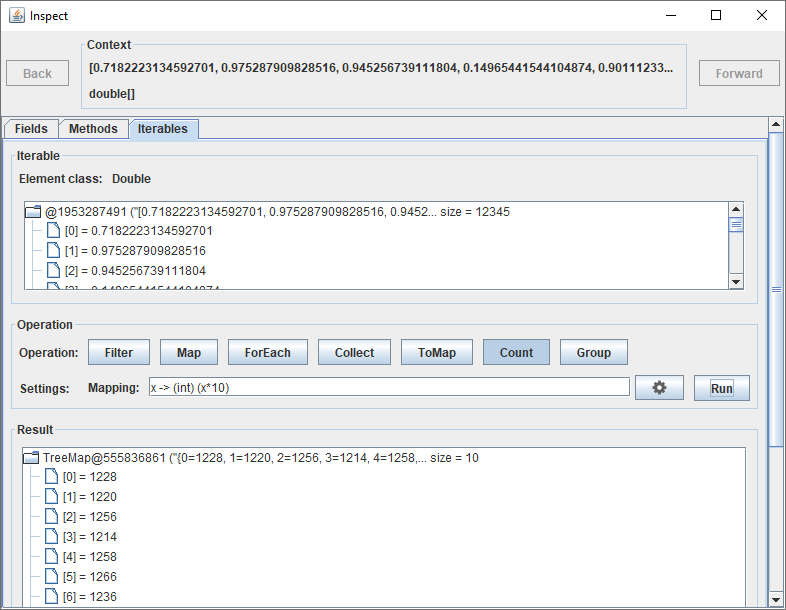 Inspect
Context
Back
[0.7182223134592701, 0.975287909828516, 0.945256739111804, 0.14965441544104874, 0.90111233...
Forward
double[]
Fields Methods Iterables
Iterable
Element class: Double
@1953287491 ("[0.7182223134592701, 0.975287909828516, 0.9452... size = 12345
[0] = 0.7182223134592701
[1] = 0.975287909828516
[2] = 0.945256739111804
[3] = 0.14965441544104874
Operation
Operation: Filter Map ForEach Collect ToMap Count Group
Settings: Mapping: x -> (int) (x*10) Run
Result
TreeMap@555836861 ("{0=1228, 1=1220, 2=1256, 3=1214, 4=1258,... size = 10
[0] = 1228
[1] = 1220
[2] = 1256
[3] = 1214
[4] = 1258
[5] = 1266
[6] = 1236